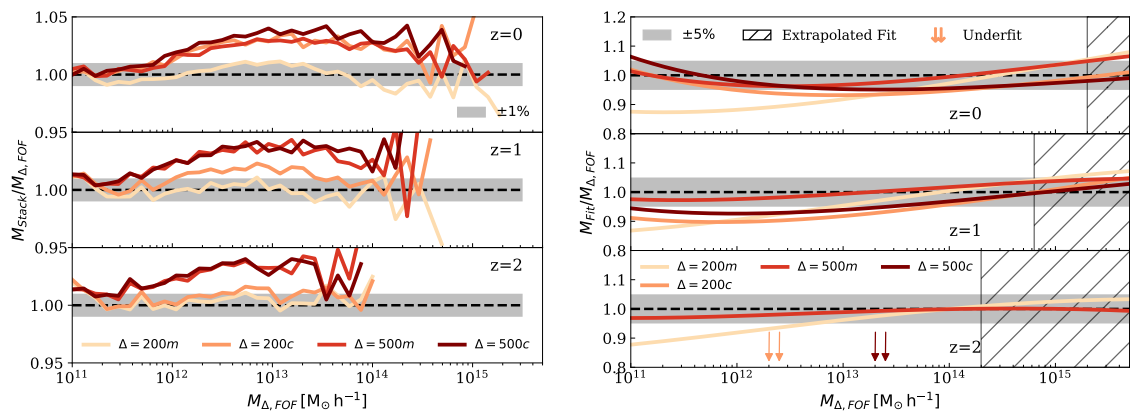 1.05
1.00
z=0
±1%
0.95
1.00
z=1
0.95
1.00
z=2
Δ = 200m Δ = 200c Δ = 500m Δ = 500c
0.95
10^11 10^12 10^13 10^14 10^15
M_Δ, FOF [M_⊙ h^-1]
M_Stack/M_Δ, FOF
1.2
±5% Extrapolated Fit Underfit
1.1
1.0
0.9
z=0
0.8
1.1
1.0
0.9
z=1
0.8
Δ = 200m Δ = 500m Δ = 500c
Δ = 200c
1.1
1.0
0.9
z=2
0.8
10^11 10^12 10^13 10^14 10^15
M_Δ, FOF [M_⊙ h^-1]
M_Fit/M_Δ, FOF